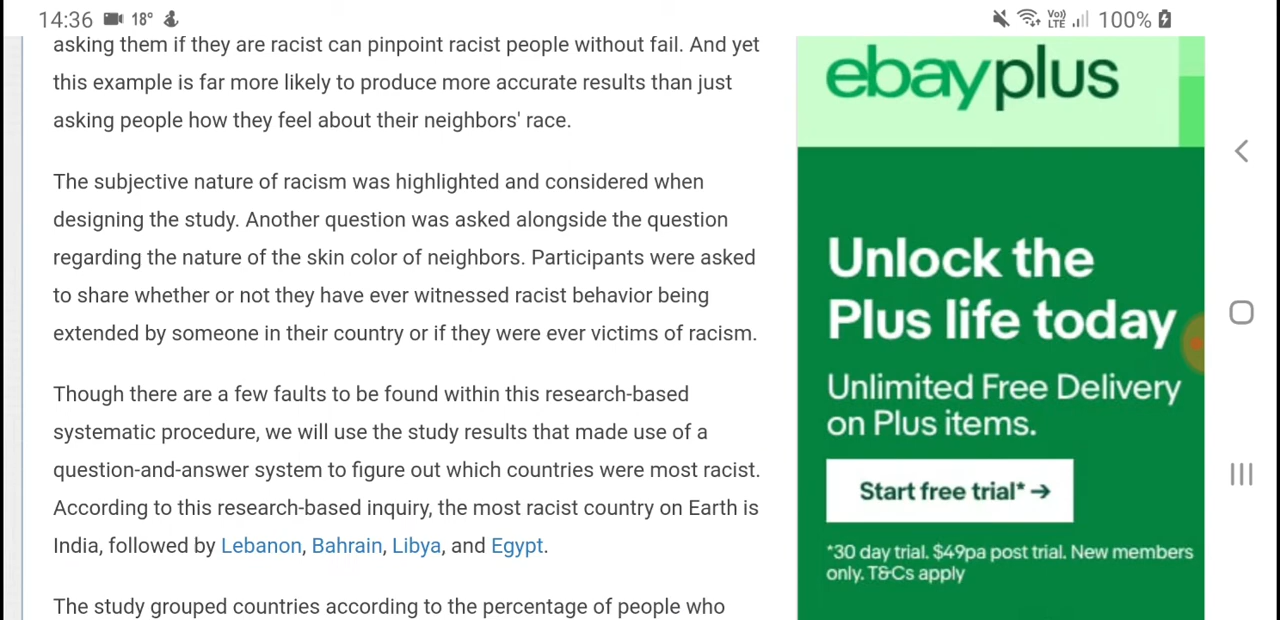 14:36 18° Vo)) LTE 100%
asking them if they are racist can pinpoint racist people without fail. And yet
this example is far more likely to produce more accurate results than just
asking people how they feel about their neighbors' race.
The subjective nature of racism was highlighted and considered when
designing the study. Another question was asked alongside the question
regarding the nature of the skin color of neighbors. Participants were asked
to share whether or not they have ever witnessed racist behavior being
extended by someone in their country or if they were ever victims of racism.
Though there are a few faults to be found within this research-based
systematic procedure, we will use the study results that made use of a
question-and-answer system to figure out which countries were most racist.
According to this research-based inquiry, the most racist country on Earth is
India, followed by Lebanon, Bahrain, Libya, and Egypt.
The study grouped countries according to the percentage of people who
ebayplus
Unlock the
Plus life today
Unlimited Free Delivery
on Plus items.
Start free trial* →
*30 day trial. $49pa post trial. New members
only. T&Cs apply